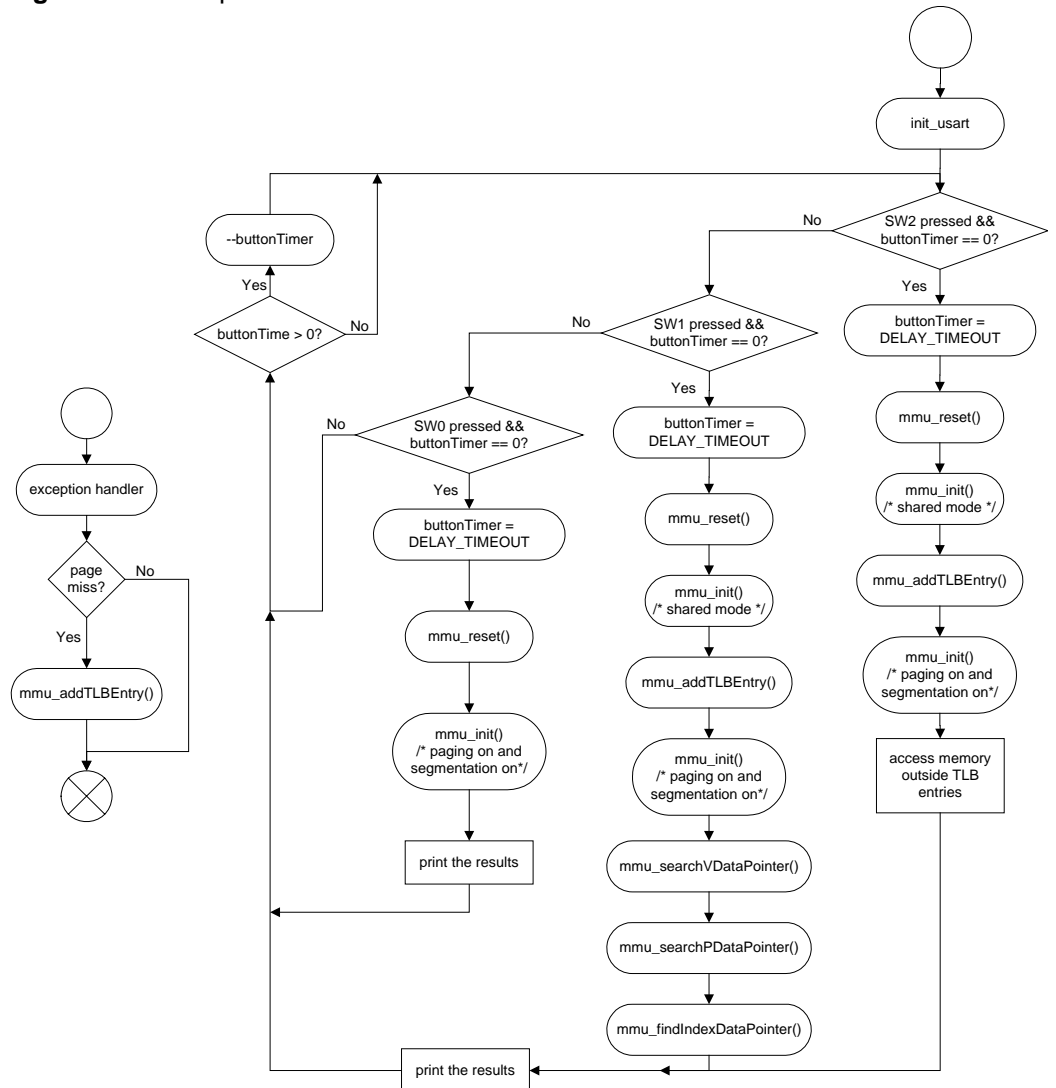 init_usart
SW2 pressed &&
buttonTimer == 0?
No
Yes
buttonTimer =
DELAY_TIMEOUT
mmu_reset()
mmu_init()
/* shared mode */
mmu_addTLBEntry()
mmu_init()
/* paging on and
segmentation on*/
access memory
outside TLB
entries
SW1 pressed &&
buttonTimer == 0?
No
Yes
buttonTimer =
DELAY_TIMEOUT
mmu_reset()
mmu_init()
/* shared mode */
mmu_addTLBEntry()
mmu_init()
/* paging on and
segmentation on*/
mmu_searchVDataPointer()
mmu_searchPDataPointer()
mmu_findIndexDataPointer()
print the results
SW0 pressed &&
buttonTimer == 0?
No
Yes
buttonTimer =
DELAY_TIMEOUT
mmu_reset()
mmu_init()
/* paging on and
segmentation on*/
print the results
--buttonTimer
Yes
buttonTime > 0?
No
exception handler
page
miss?
No
Yes
mmu_addTLBEntry()